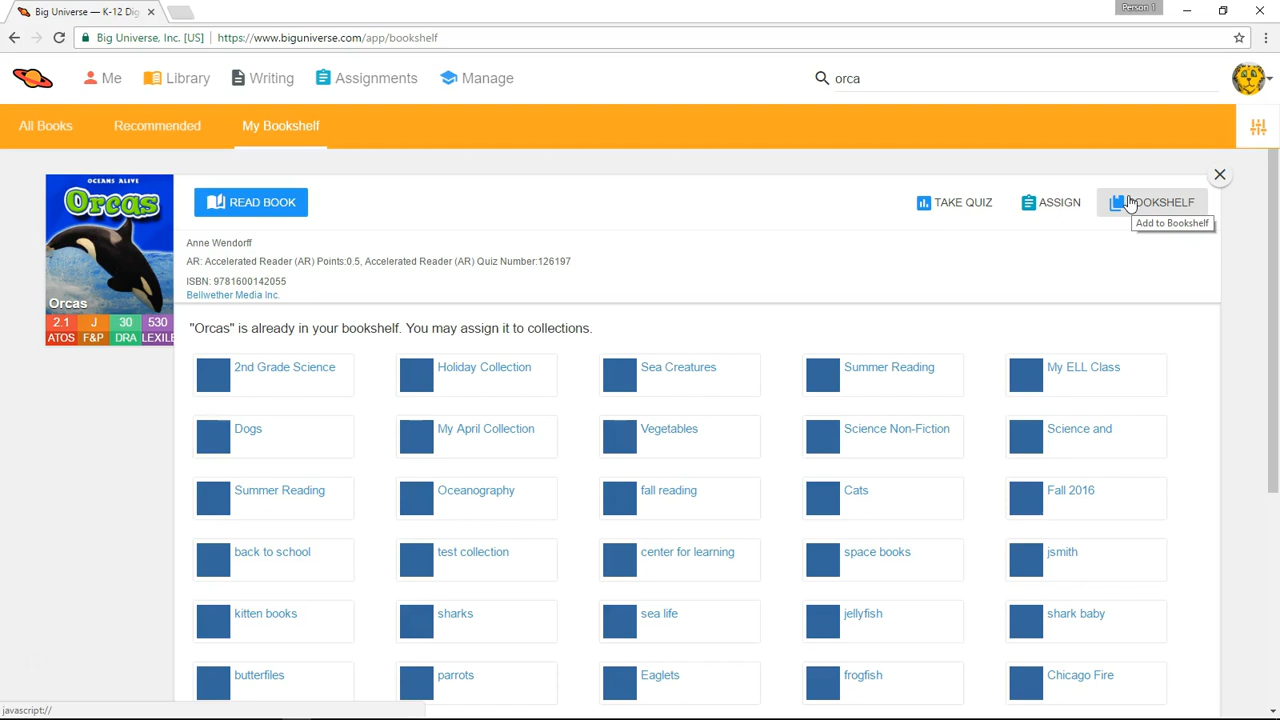 Big Universe — K-12 Dig
Person 1
Big Universe, Inc. [US]
https://www.biguniverse.com/app/bookshelf
Me
Library
Writing
Assignments
Manage
orca
All Books
Recommended
My Bookshelf
OCEANS ALIVE
Orcas
Orcas
2.1 J 30 530
ATOS F&P DRA LEXILE
READ BOOK
TAKE QUIZ
ASSIGN
BOOKSHELF
Add to Bookshelf
Anne Wendorff
AR: Accelerated Reader (AR) Points:0.5, Accelerated Reader (AR) Quiz Number:126197
ISBN: 9781600142055
Bellwether Media Inc.
"Orcas" is already in your bookshelf. You may assign it to collections.
2nd Grade Science
Holiday Collection
Sea Creatures
Summer Reading
My ELL Class
Dogs
My April Collection
Vegetables
Science Non-Fiction
Science and
Summer Reading
Oceanography
fall reading
Cats
Fall 2016
back to school
test collection
center for learning
space books
jsmith
kitten books
sharks
sea life
jellyfish
shark baby
butterfiles
parrots
Eaglets
frogfish
Chicago Fire
javascript://